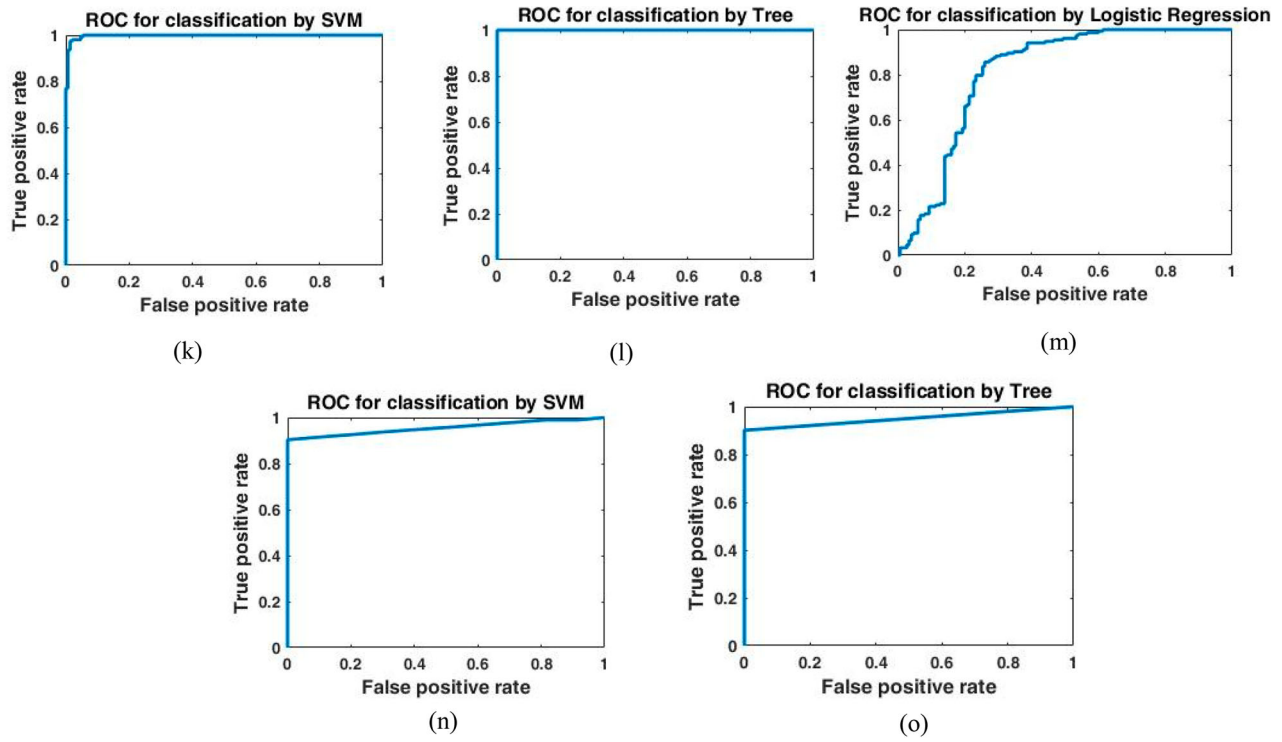 ROC for classification by SVM
1
0.8
0.6
0.4
0.2
0
True positive rate
0 0.2 0.4 0.6 0.8 1
False positive rate
(k)
ROC for classification by Tree
1
0.8
0.6
0.4
0.2
0
True positive rate
0 0.2 0.4 0.6 0.8 1
False positive rate
(l)
ROC for classification by Logistic Regression
1
0.8
0.6
0.4
0.2
0
True positive rate
0 0.2 0.4 0.6 0.8 1
False positive rate
(m)
ROC for classification by SVM
1
0.8
0.6
0.4
0.2
0
True positive rate
0 0.2 0.4 0.6 0.8 1
False positive rate
(n)
ROC for classification by Tree
1
0.8
0.6
0.4
0.2
0
True positive rate
0 0.2 0.4 0.6 0.8 1
False positive rate
(o)